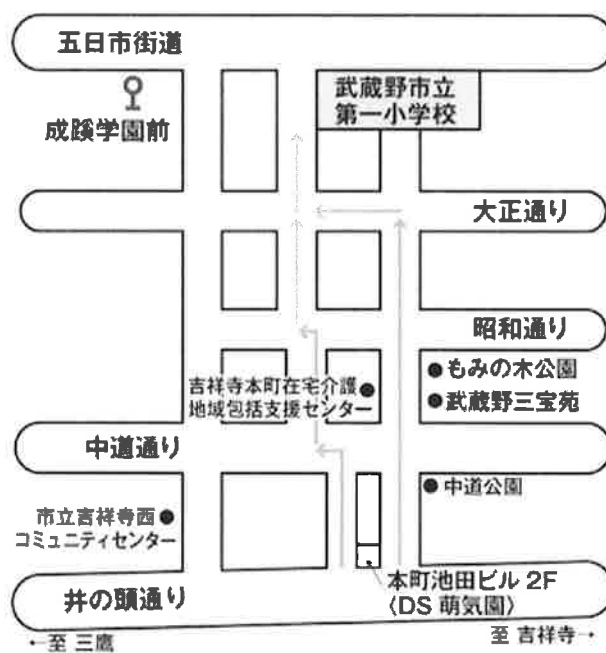 五日市街道
成蹊学園前
武蔵野市立
第一小学校
大正通り
昭和通り
もみの木公園
武蔵野三宝苑
吉祥寺本町在宅介護
地域包括支援センター
中道通り
中道公園
市立吉祥寺西
コミュニティセンター
本町池田ビル 2F
〈DS 萌気園〉
井の頭通り
←至 三鷹
至 吉祥寺→